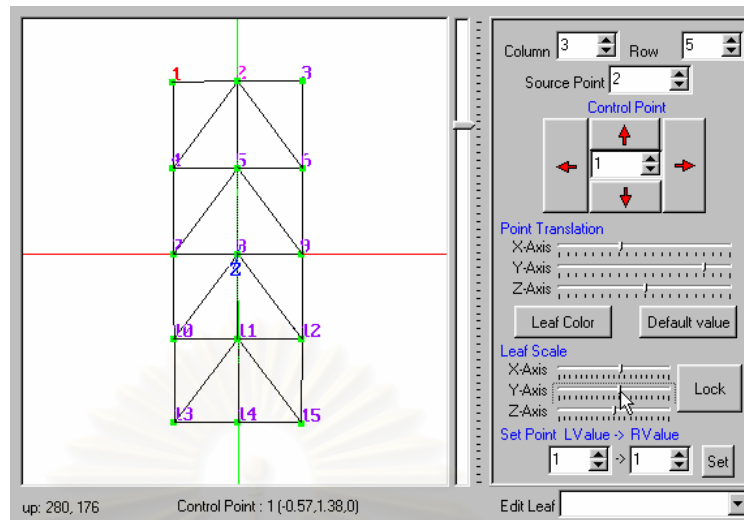 1 2 3
4 5 6
7 8 9
Z
10 11 12
13 14 15
up: 280, 176 Control Point : 1 (-0.57,1.38,0)
Column 3 Row 5
Source Point 2
Control Point
1
Point Translation
X-Axis
Y-Axis
Z-Axis
Leaf Color Default value
Leaf Scale
X-Axis
Y-Axis
Z-Axis
Lock
Set Point LValue -> RValue
1 -> 1 Set
Edit Leaf